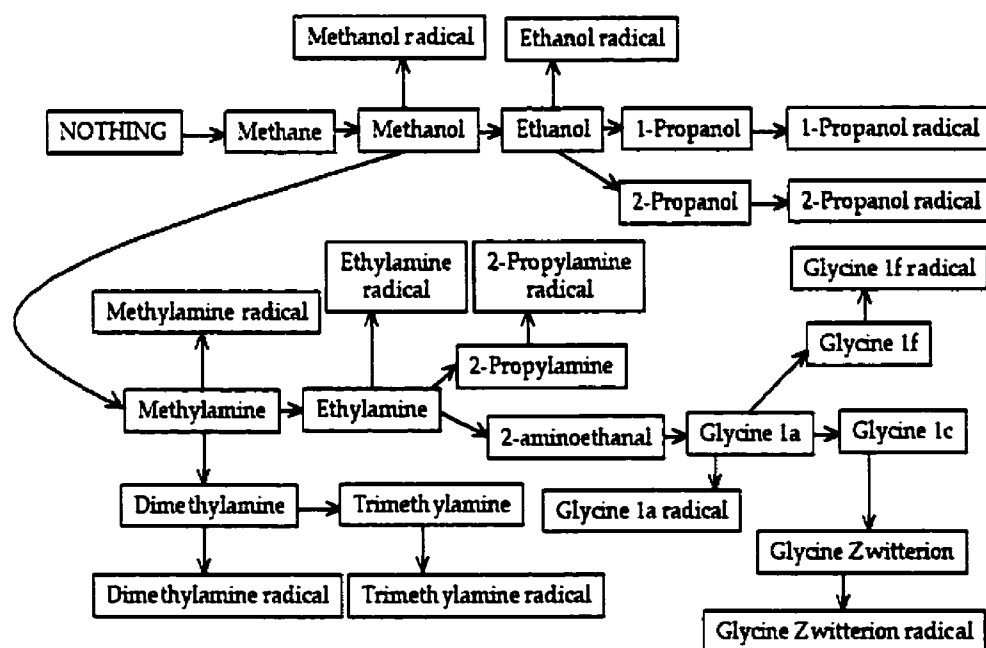 Methanol radical
Ethanol radical
NOTHING
Methane
Methanol
Ethanol
1-Propanol
1-Propanol radical
2-Propanol
2-Propanol radical
Ethylamine
radical
2-Propylamine
radical
Glycine 1f radical
Methylamine radical
Glycine 1f
2-Propylamine
Methylamine
Ethylamine
2-aminoethanal
Glycine 1a
Glycine 1c
Dimethylamine
Trimethylamine
Glycine 1a radical
Glycine Zwitterion
Dimethylamine radical
Trimethylamine radical
Glycine Zwitterion radical